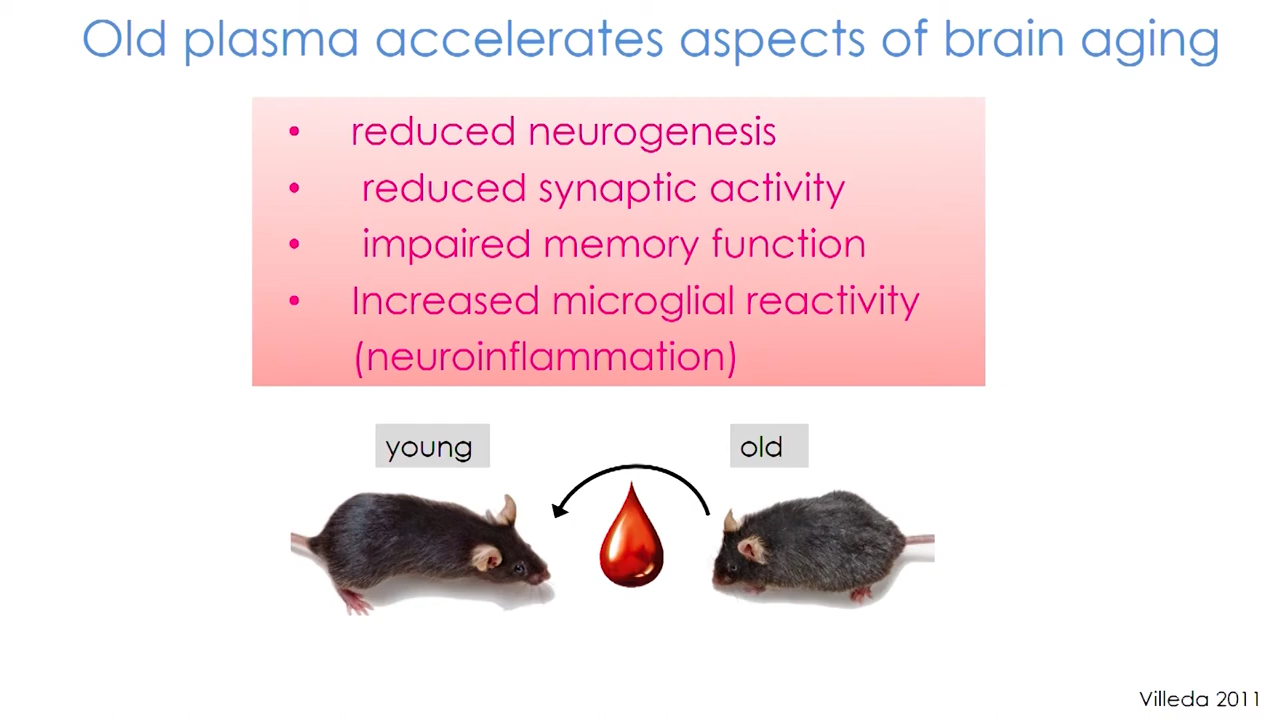 Old plasma accelerates aspects of brain aging
• reduced neurogenesis
• reduced synaptic activity
• impaired memory function
• Increased microglial reactivity
(neuroinflammation)
young
old
Villeda 2011